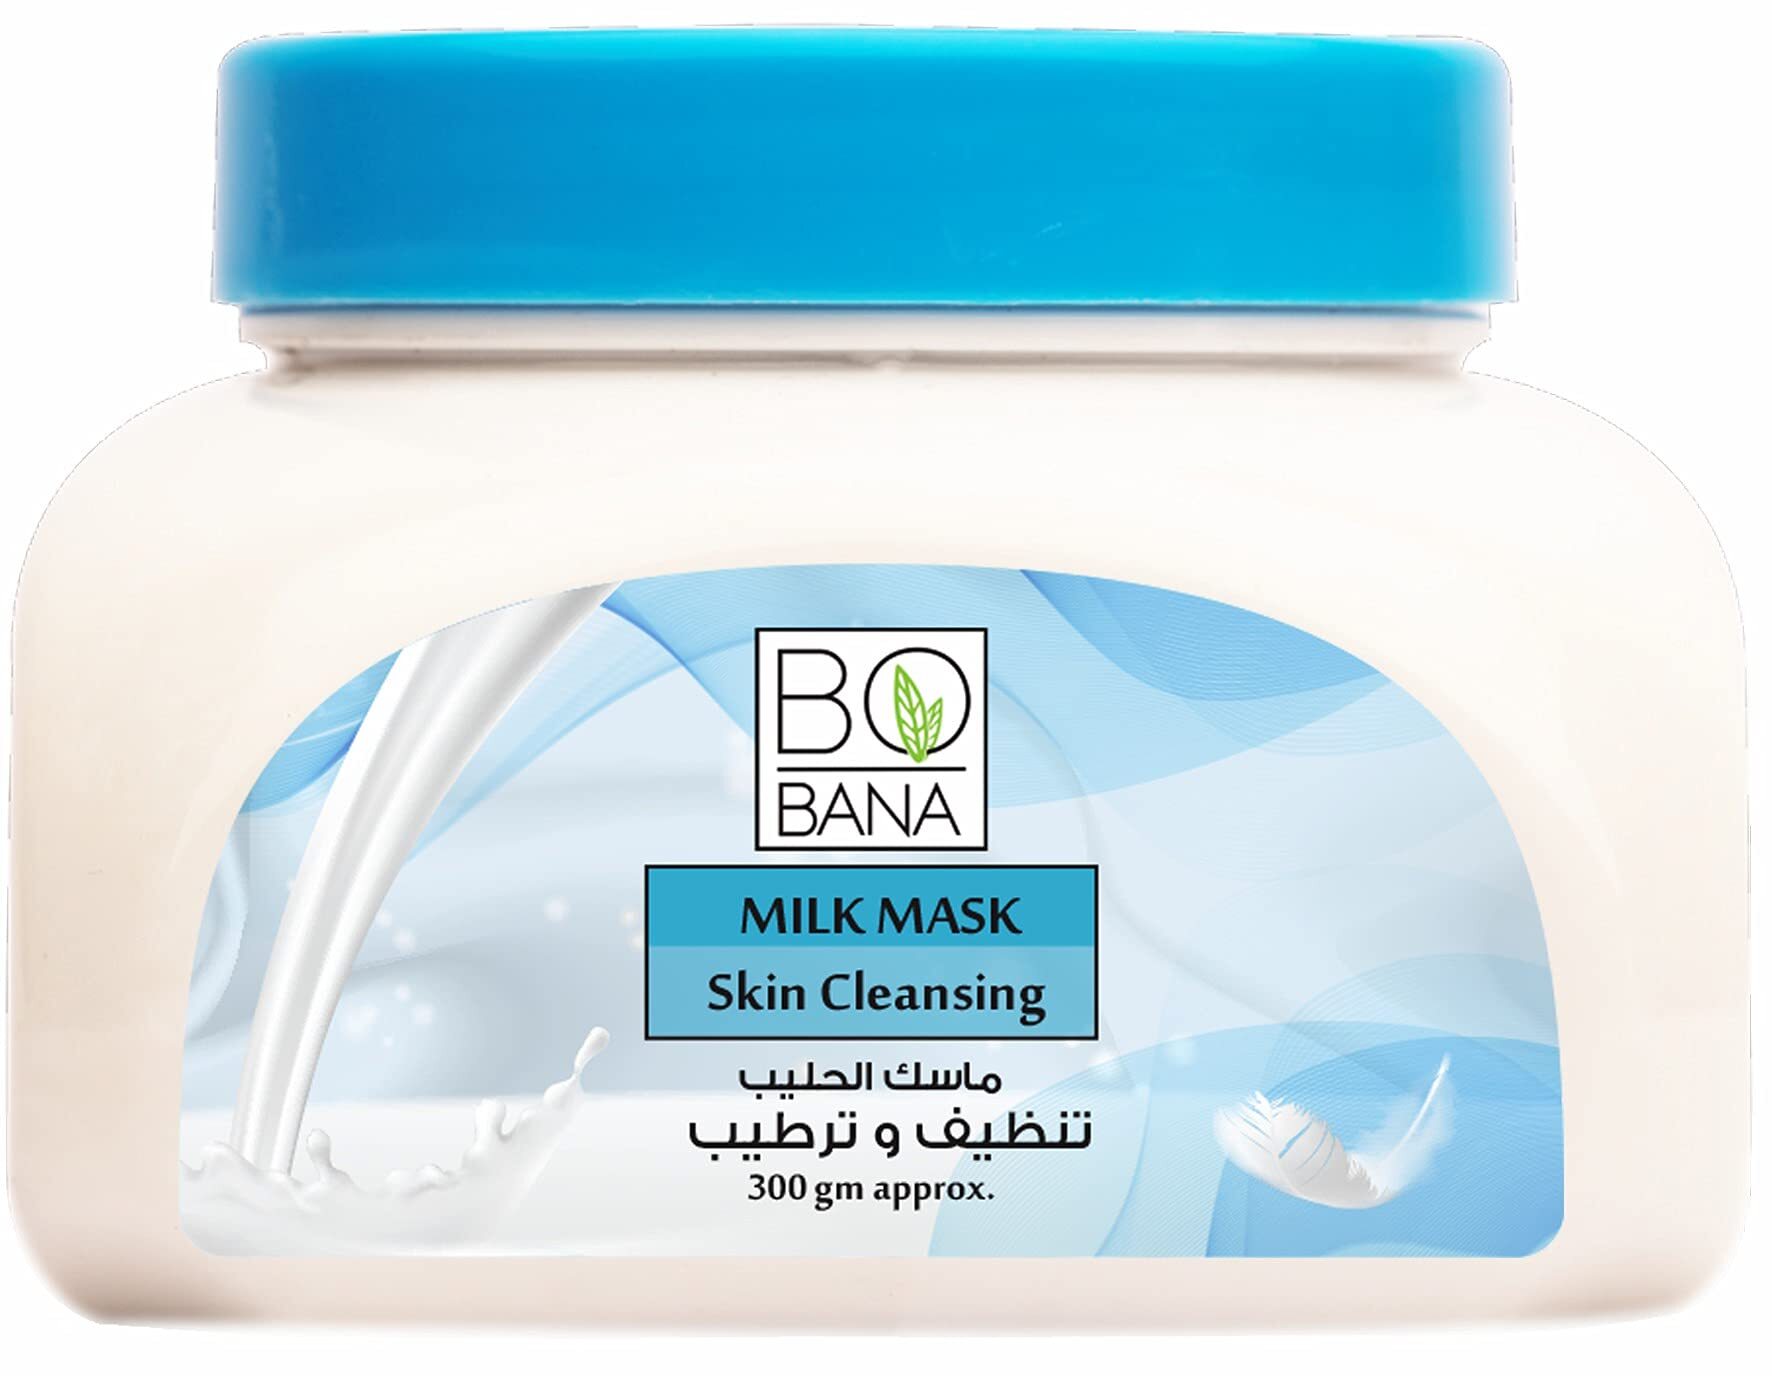 BO
BANA
MILK MASK
Skin Cleansing
ماسك الحليب
تنظيف و ترطيب
300 gm approx.